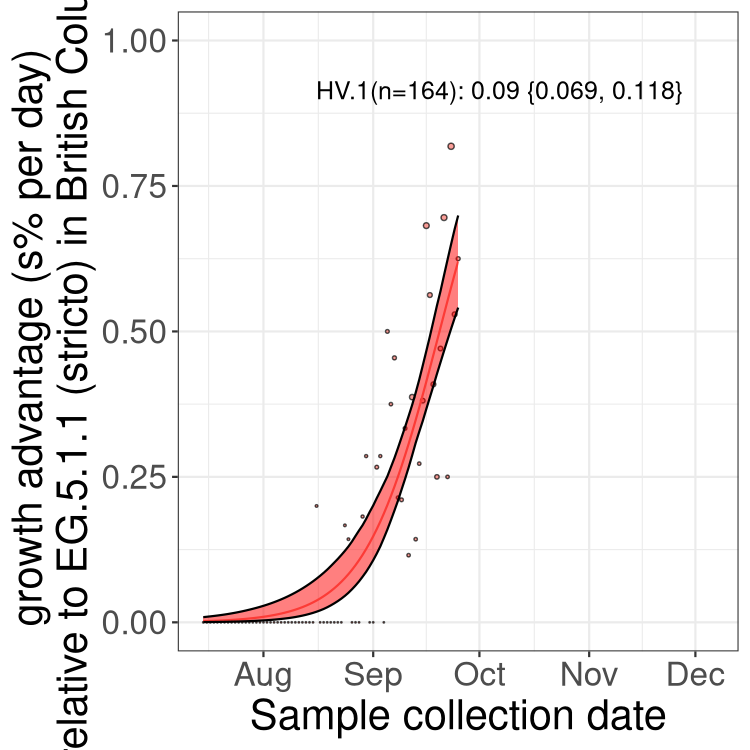 growth advantage (s% per day)
relative to EG.5.1.1 (stricto) in British Colu
1.00
0.75
0.50
0.25
0.00
HV.1(n=164): 0.09 {0.069, 0.118}
Aug Sep Oct Nov Dec
Sample collection date